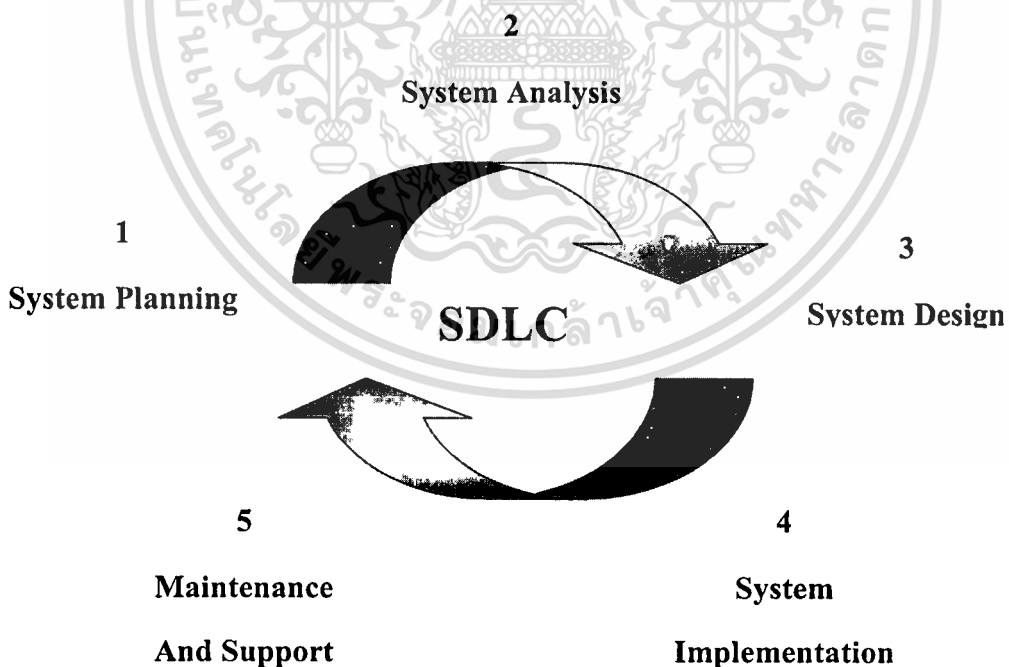 2
System Analysis
1
System Planning
3
System Design
SDLC
5
Maintenance
And Support
4
System
Implementation